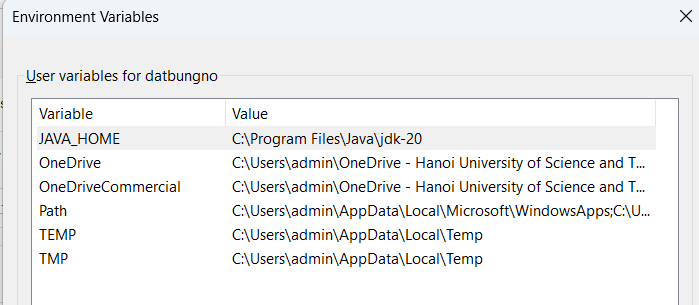 Environment Variables
User variables for datbungno
Variable Value
JAVA_HOME C:\Program Files\Java\jdk-20
OneDrive C:\Users\admin\OneDrive - Hanoi University of Science and T...
OneDriveCommercial C:\Users\admin\OneDrive - Hanoi University of Science and T...
Path C:\Users\admin\AppData\Local\Microsoft\WindowsApps;C:\U...
TEMP C:\Users\admin\AppData\Local\Temp
TMP C:\Users\admin\AppData\Local\Temp